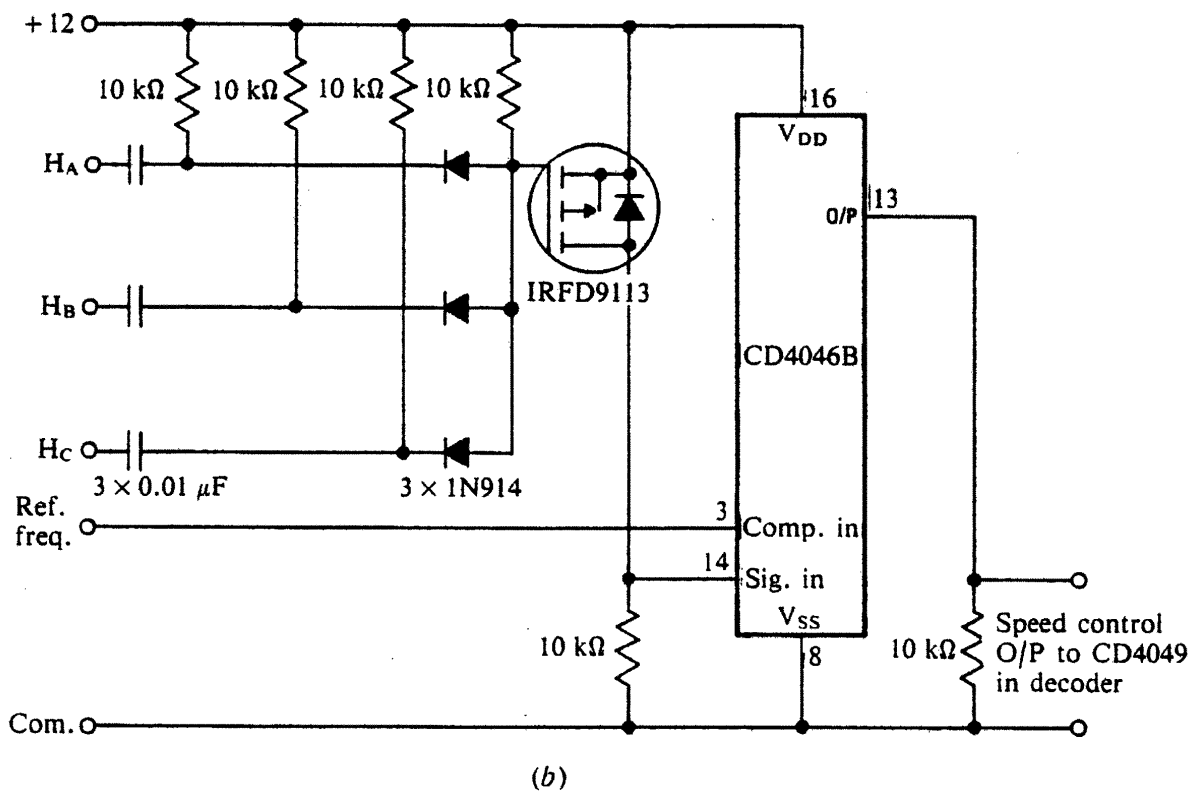 +12
10 kΩ 10 kΩ 10 kΩ 10 kΩ
16
V_DD
H_A
13
O/P
IRFD9113
H_B
CD4046B
H_C
3 × 0.01 μF
3 × 1N914
Ref.
freq.
3
Comp. in
14
Sig. in
V_SS
8
10 kΩ
10 kΩ
Speed control
O/P to CD4049
in decoder
Com.
(b)